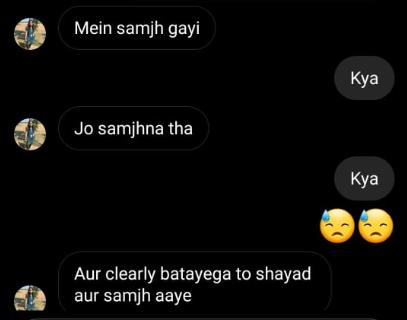 Mein samjh gayi
Kya
Jo samjhna tha
Kya
😓😓
Aur clearly batayega to shayad
aur samjh aaye